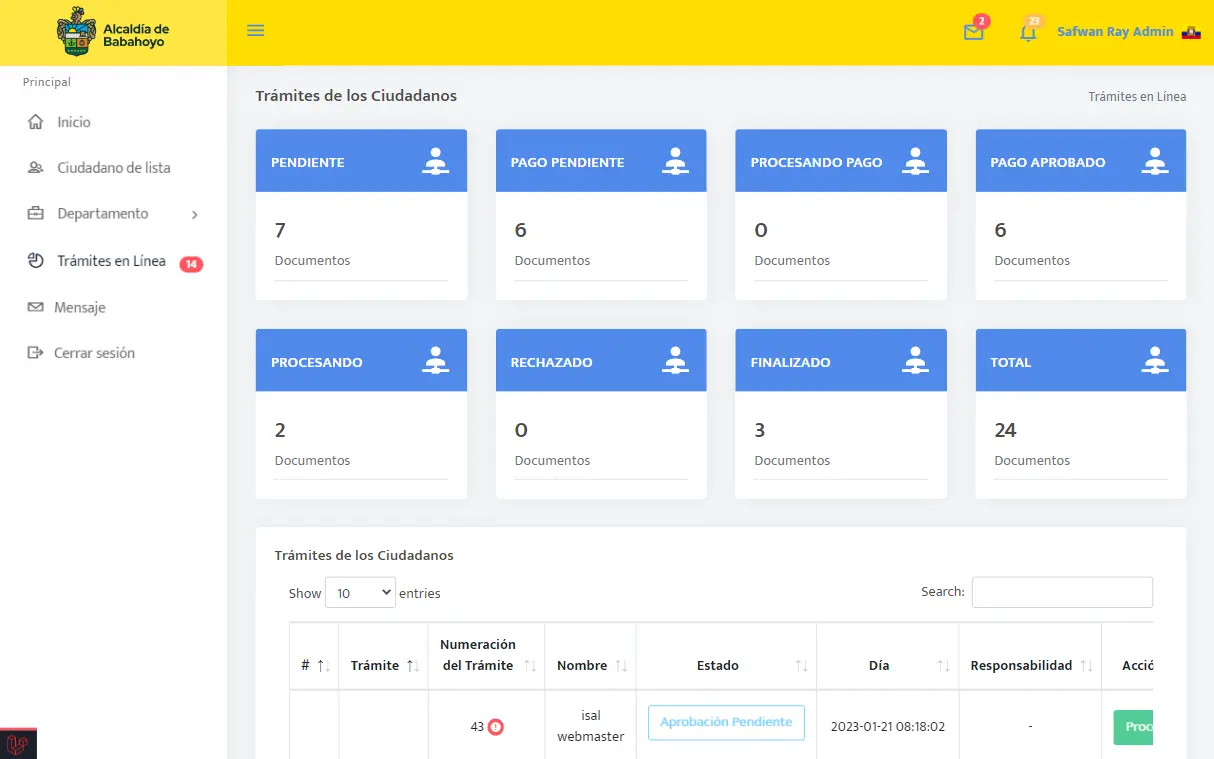 Alcaldía de
Babahoyo
2
23
Safwan Ray Admin
Principal
Inicio
Ciudadano de lista
Departamento
Trámites en Línea
14
Mensaje
Cerrar sesión
Trámites de los Ciudadanos
Trámites en Línea
PENDIENTE
7
Documentos
PAGO PENDIENTE
6
Documentos
PROCESANDO PAGO
0
Documentos
PAGO APROBADO
6
Documentos
PROCESANDO
2
Documentos
RECHAZADO
0
Documentos
FINALIZADO
3
Documentos
TOTAL
24
Documentos
Trámites de los Ciudadanos
Show 10 entries
Search:
#
Trámite
Numeración
del Trámite
Nombre
Estado
Día
Responsabilidad
Acció
43
isal
webmaster
Aprobación Pendiente
2023-01-21 08:18:02
-
Proc